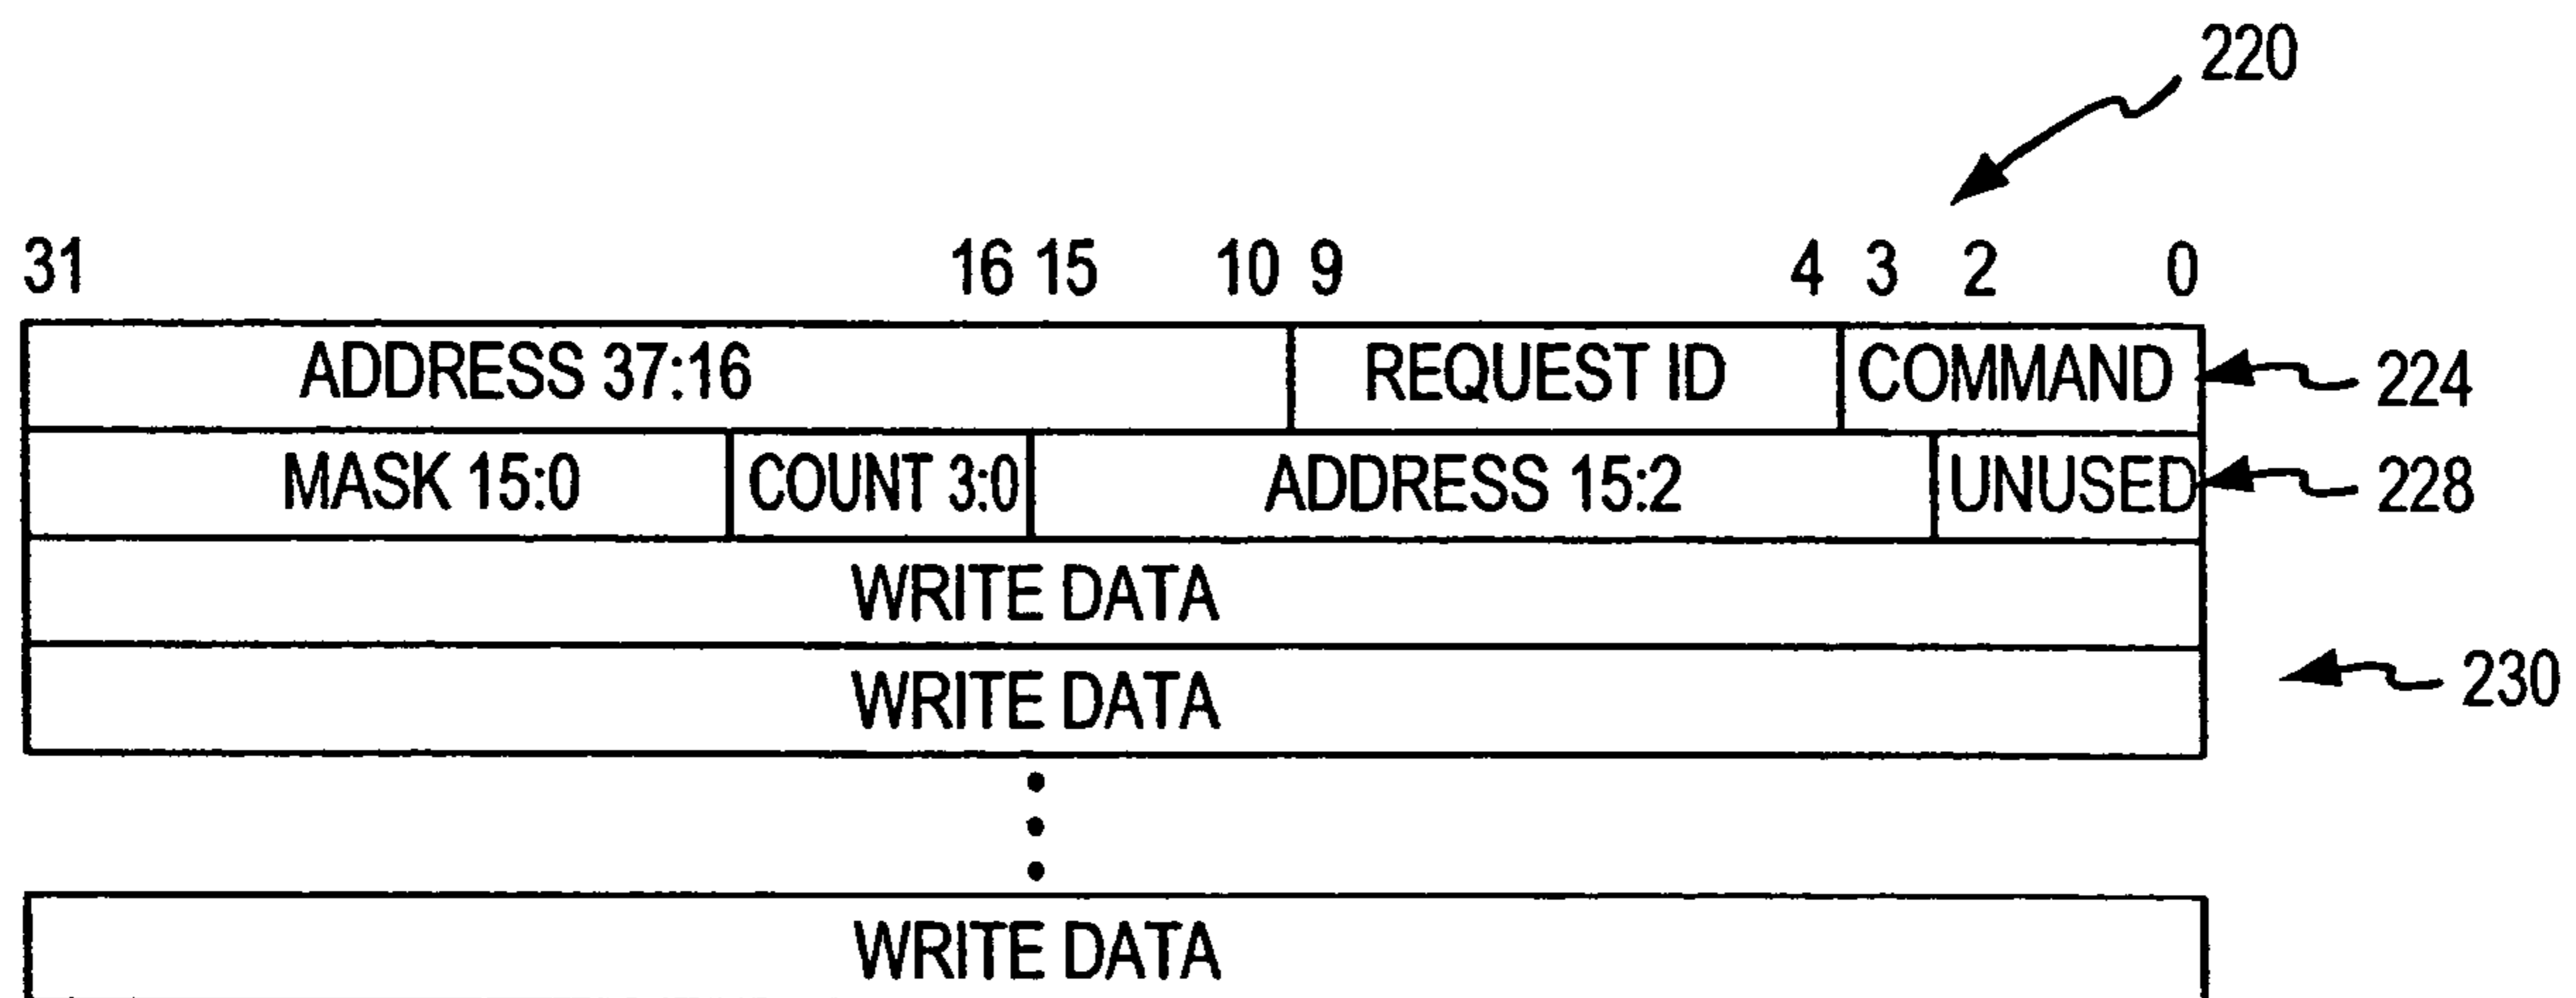 220
31 16 15 10 9 4 3 2 0
ADDRESS 37:16 REQUEST ID COMMAND 224
MASK 15:0 COUNT 3:0 ADDRESS 15:2 UNUSED 228
WRITE DATA
WRITE DATA 230
WRITE DATA